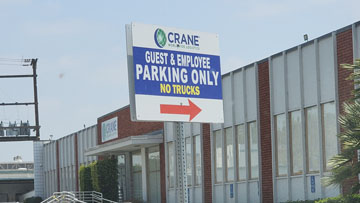 CRANE
GUEST & EMPLOYEE
PARKING ONLY
NO TRUCKS